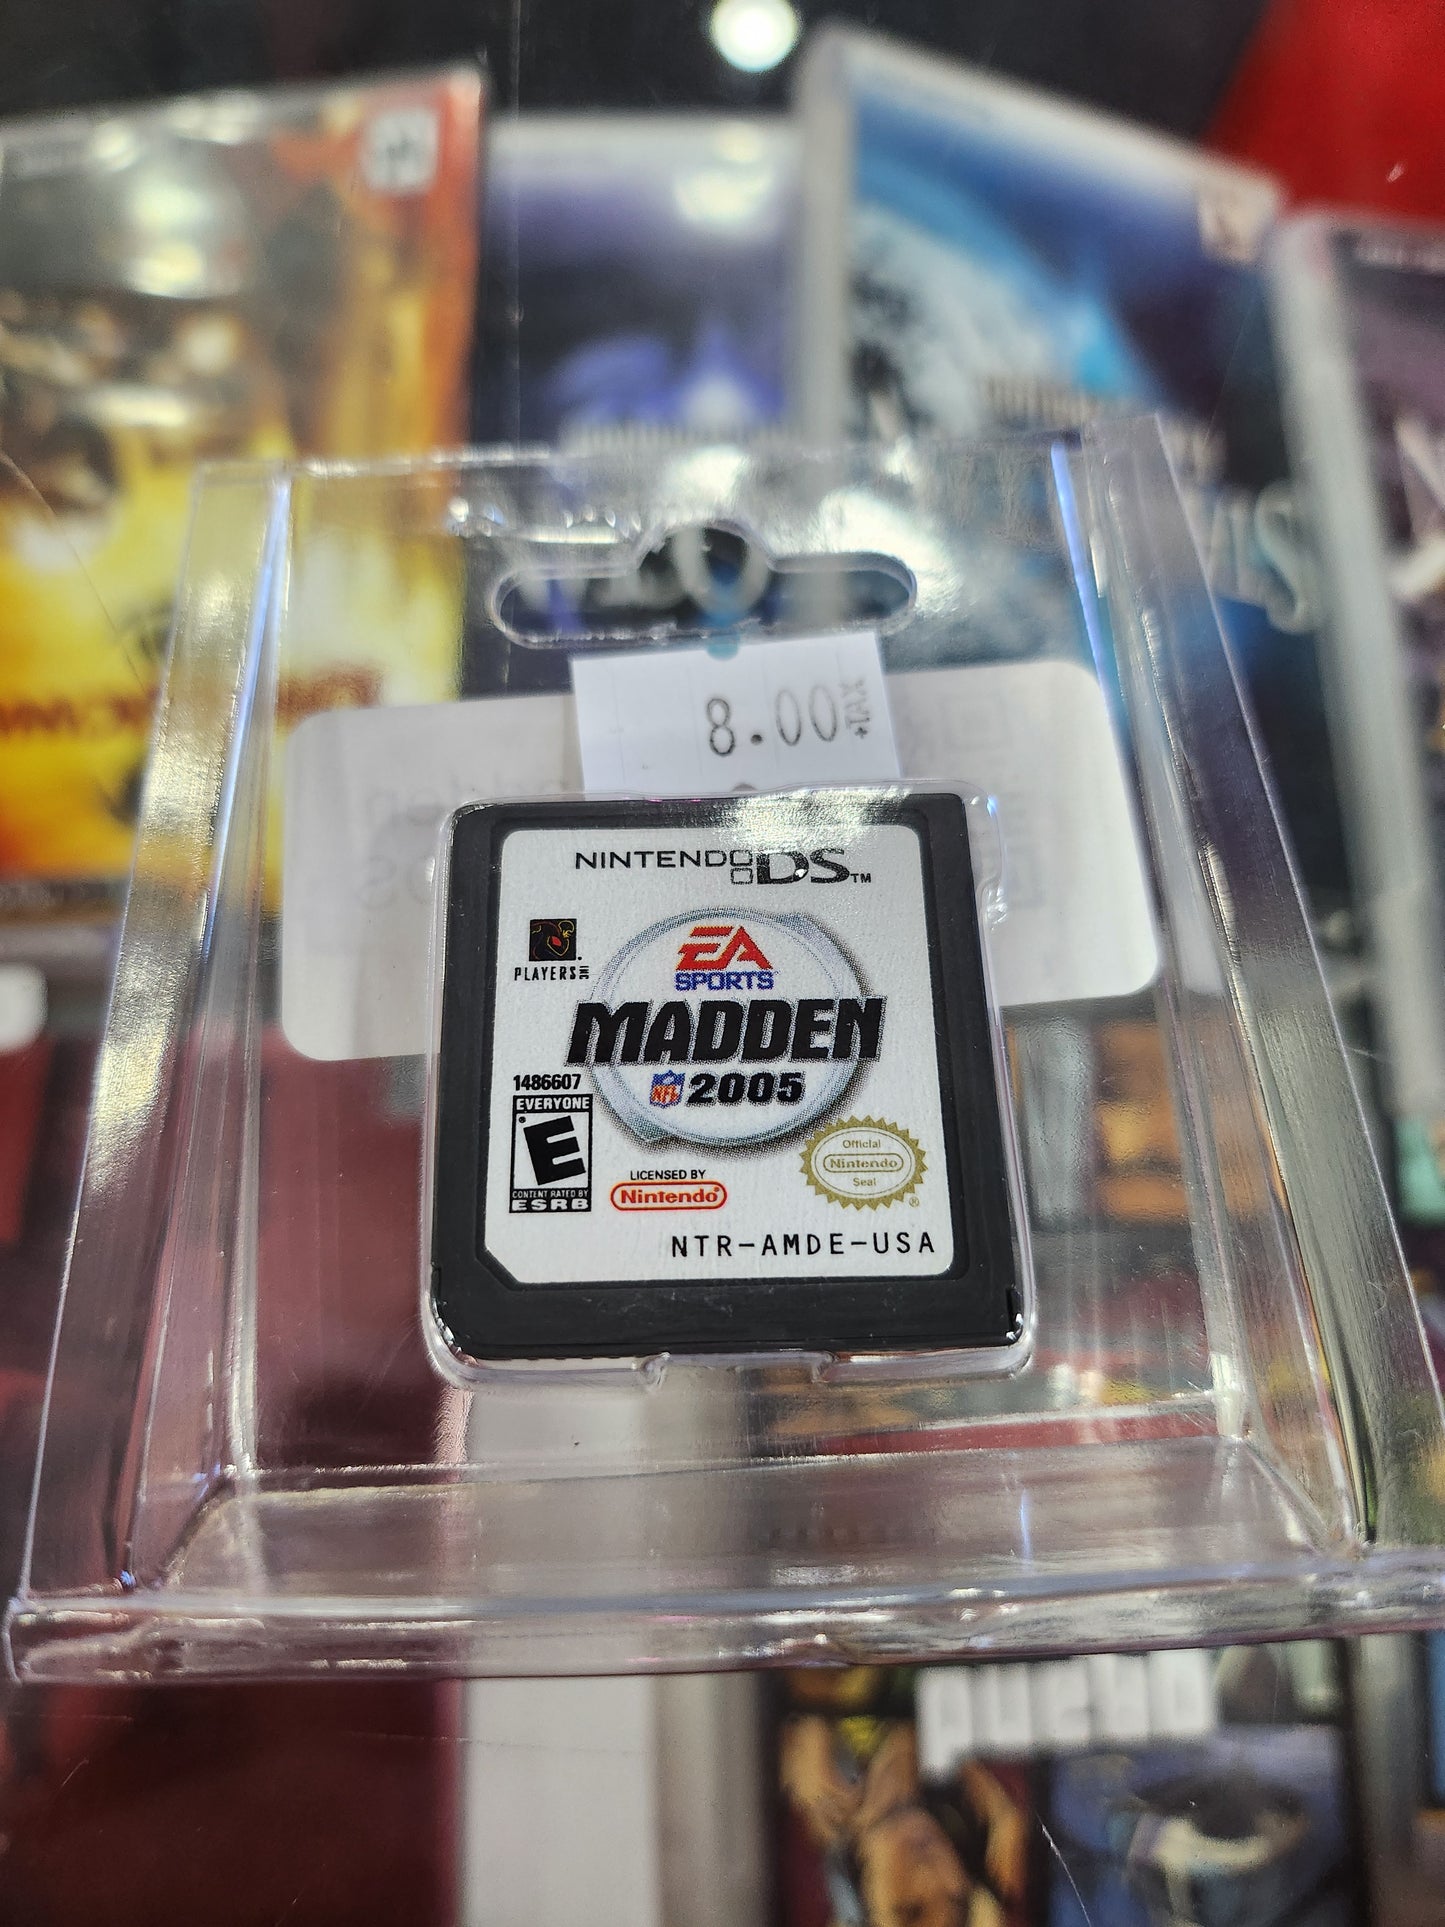 8.00 +TAX
NINTENDO DS™
EA
SPORTS™
PLAYERS INC
MADDEN
NFL 2005
1486607
EVERYONE
E
CONTENT RATED BY
ESRB
LICENSED BY
Nintendo®
Official
Nintendo
Seal
®
NTR-AMDE-USA